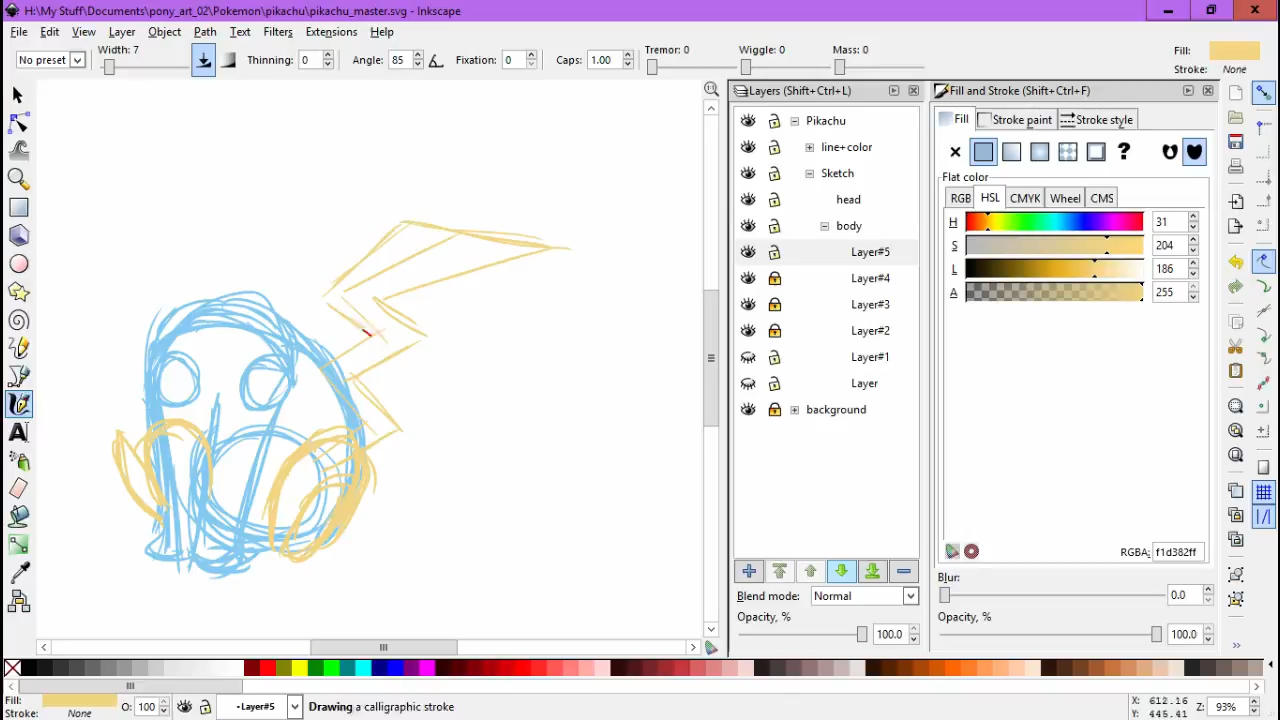 H:\My Stuff\Documents\pony_art_02\Pokemon\pikachu\pikachu_master.svg - Inkscape
File Edit View Layer Object Path Text Filters Extensions Help
No preset Width: 7 Thinning: 0 Angle: 85 Fixation: 0 Caps: 1.00 Tremor: 0 Wiggle: 0 Mass: 0 Fill:
Stroke: None
Layers (Shift+Ctrl+L)
Pikachu
line+color
Sketch
head
body
Layer#5
Layer#4
Layer#3
Layer#2
Layer#1
Layer
background
Blend mode: Normal
Opacity, % 100.0
Fill and Stroke (Shift+Ctrl+F)
Fill Stroke paint Stroke style
?
Flat color
RGB HSL CMYK Wheel CMS
H 31
S 204
L 186
A 255
RGBA: f1d382ff
Blur:
0.0
Opacity, %
100.0
Fill:
Stroke: None
O: 100
Layer#5
Drawing a calligraphic stroke
X: 612.16
Y: 445.41
Z: 93%